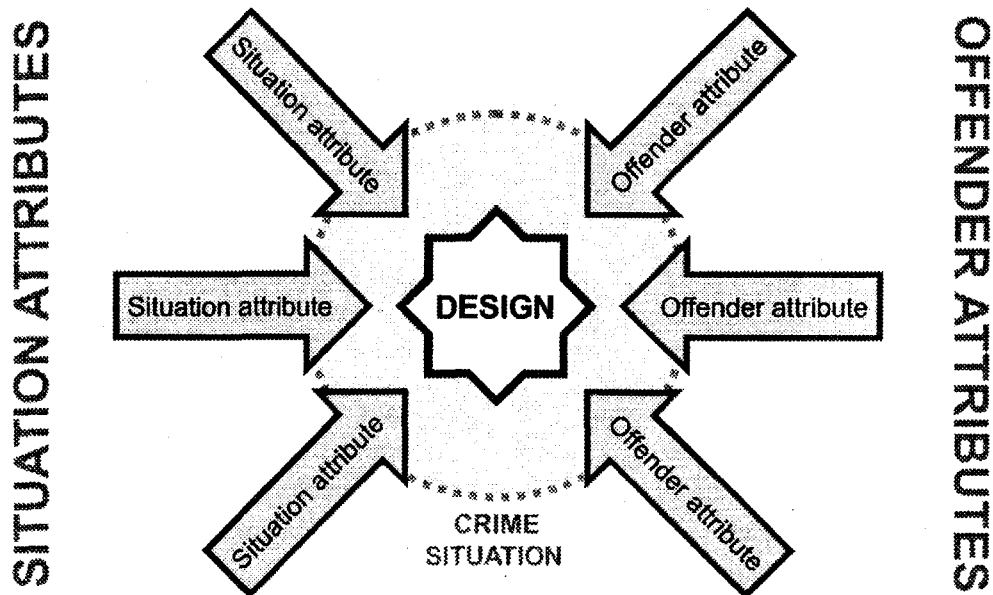 SITUATION ATTRIBUTES
Situation attribute
Situation attribute
Situation attribute
DESIGN
CRIME
SITUATION
Offender attribute
Offender attribute
Offender attribute
OFFENDER ATTRIBUTES